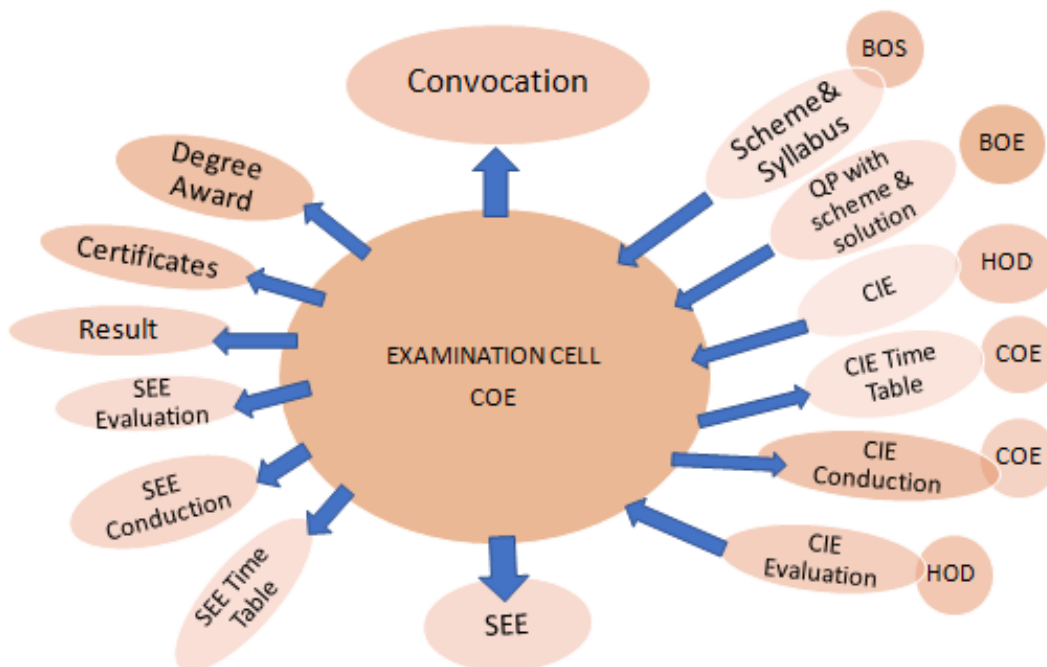 Convocation
BOS
Scheme&
Syllabus
BOE
QP with
scheme &
solution
HOD
CIE
COE
CIE Time
Table
COE
CIE
Conduction
HOD
CIE
Evaluation
SEE
SEE Time
Table
SEE
Conduction
SEE
Evaluation
Result
Certificates
Degree
Award
EXAMINATION CELL
COE